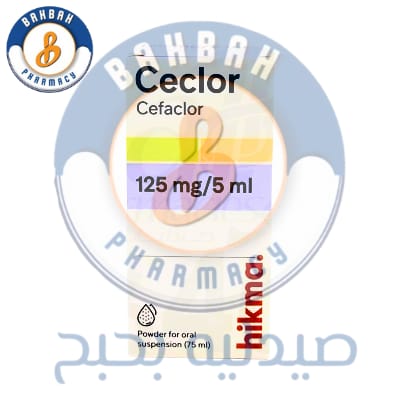 BAHBAH
PHARMACY
BAHBAH
Ceclor
Cefaclor
125 mg/5 ml
PHARMACY
hikma.
Powder for oral
suspension (75 ml)
صيدلية بحبح